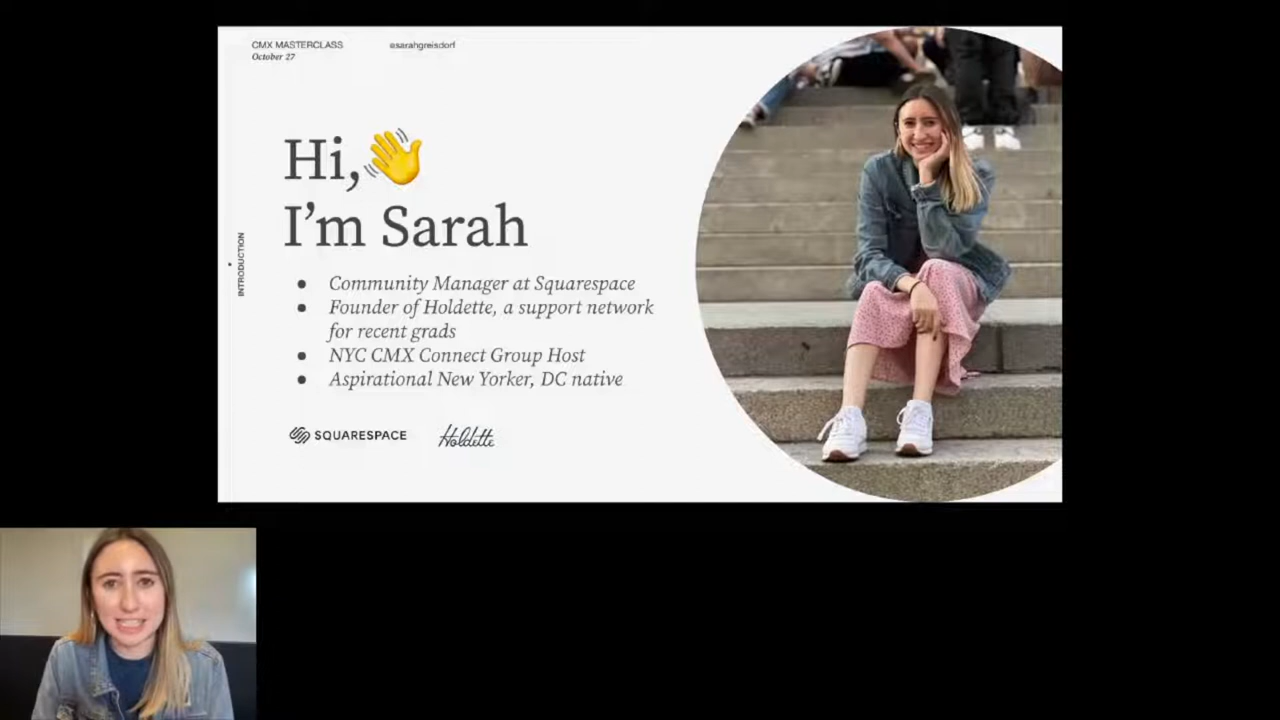 CMX MASTERCLASS
@sarahgreisdorf
October 27
Hi,👋
I'm Sarah
INTRODUCTION
● Community Manager at Squarespace
● Founder of Holdette, a support network
for recent grads
● NYC CMX Connect Group Host
● Aspirational New Yorker, DC native
SQUARESPACE
Holdette